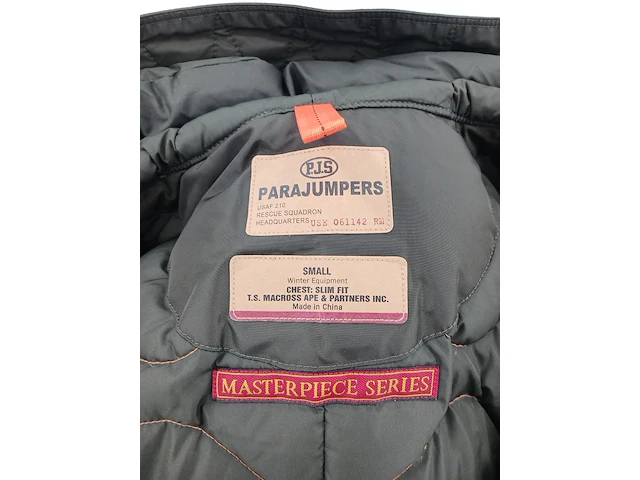 P.J.S
PARAJUMPERS
USAF 210
RESCUE SQUADRON
HEADQUARTERS USE 061142 RM
SMALL
Winter Equipment
CHEST: SLIM FIT
T.S. MACROSS APE & PARTNERS INC.
Made in China
MASTERPIECE SERIES